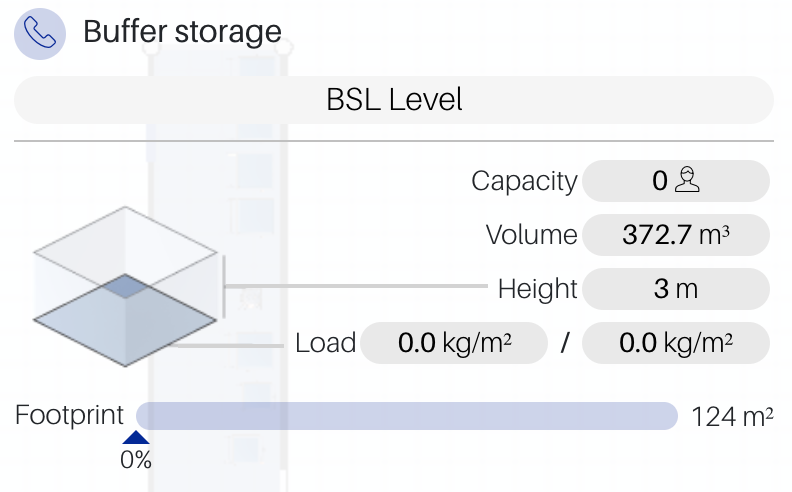 Buffer storage
BSL Level
Capacity 0
Volume 372.7 m³
Height 3 m
Load 0.0 kg/m² / 0.0 kg/m²
Footprint 124 m²
0%